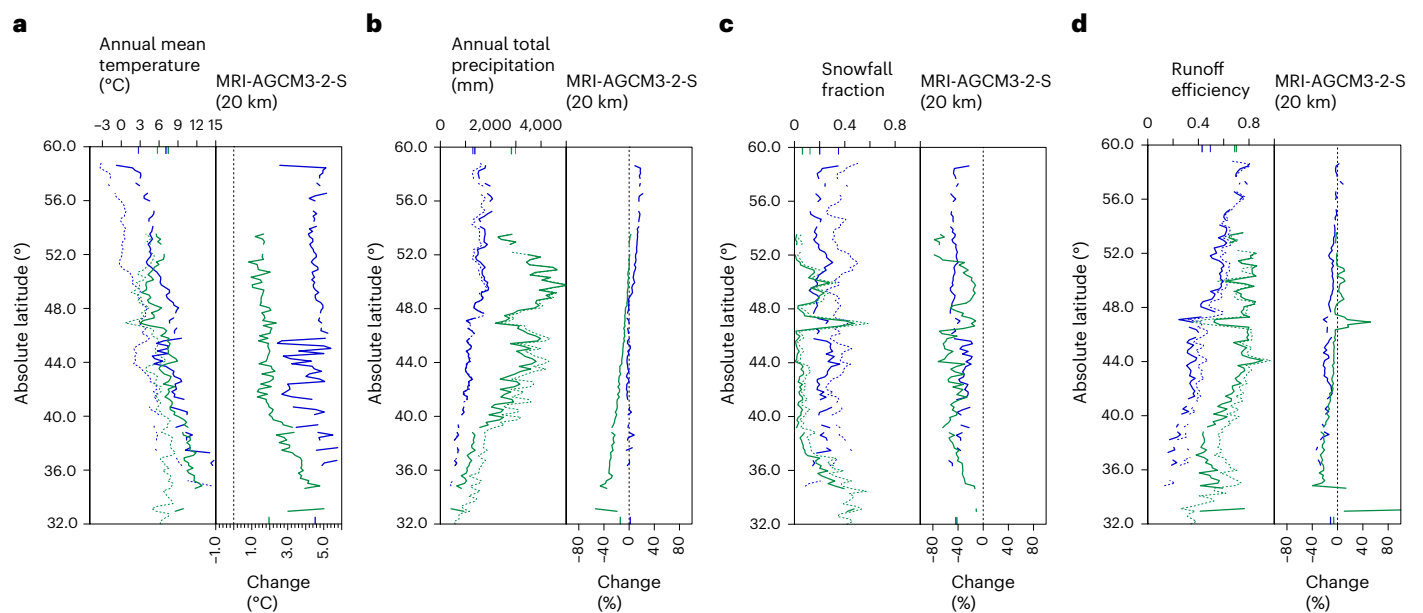 a
Annual mean
temperature
(°C)
MRI-AGCM3-2-S
(20 km)
−3 0 3 6 9 12 15
60.0
56.0
52.0
48.0
44.0
40.0
36.0
32.0
Absolute latitude (°)
−1.0 1.0 3.0 5.0
Change
(°C)
b
Annual total
precipitation
(mm)
MRI-AGCM3-2-S
(20 km)
0 2,000 4,000
60.0
56.0
52.0
48.0
44.0
40.0
36.0
32.0
Absolute latitude (°)
−80 −40 0 40 80
Change
(%)
c
Snowfall
fraction
MRI-AGCM3-2-S
(20 km)
0 0.4 0.8
60.0
56.0
52.0
48.0
44.0
40.0
36.0
32.0
Absolute latitude (°)
−80 −40 0 40 80
Change
(%)
d
Runoff
efficiency
MRI-AGCM3-2-S
(20 km)
0 0.4 0.8
60.0
56.0
52.0
48.0
44.0
40.0
36.0
32.0
Absolute latitude (°)
−80 −40 0 40 80
Change
(%)